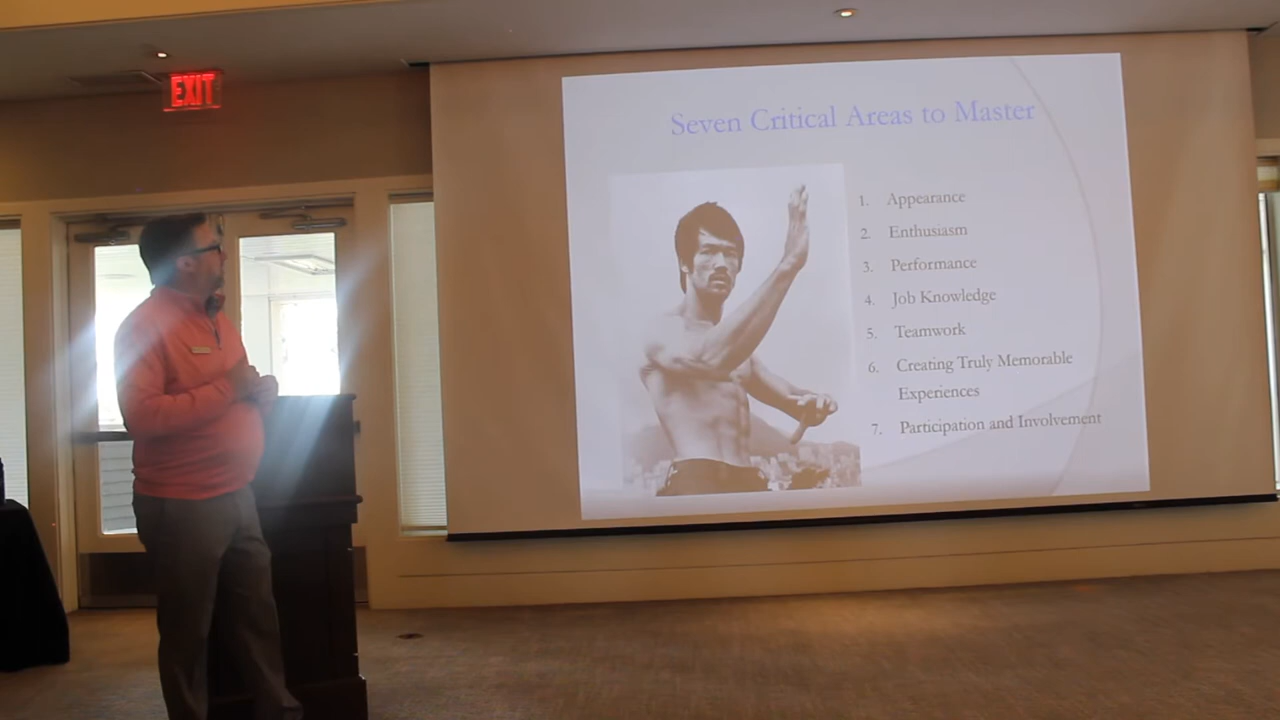 EXIT
Seven Critical Areas to Master
1. Appearance
2. Enthusiasm
3. Performance
4. Job Knowledge
5. Teamwork
6. Creating Truly Memorable
Experiences
7. Participation and Involvement